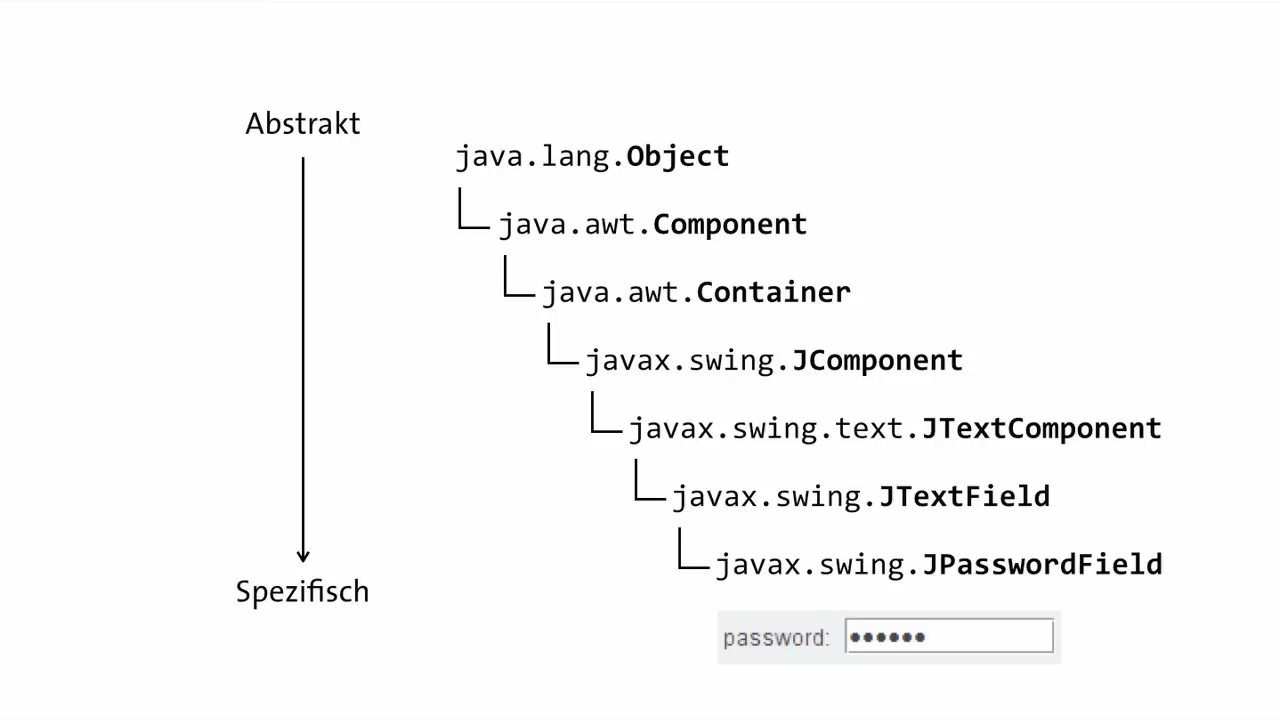 Abstrakt
java.lang.Object
java.awt.Component
java.awt.Container
javax.swing.JComponent
javax.swing.text.JTextComponent
javax.swing.JTextField
javax.swing.JPasswordField
Spezifisch
password: ●●●●●●